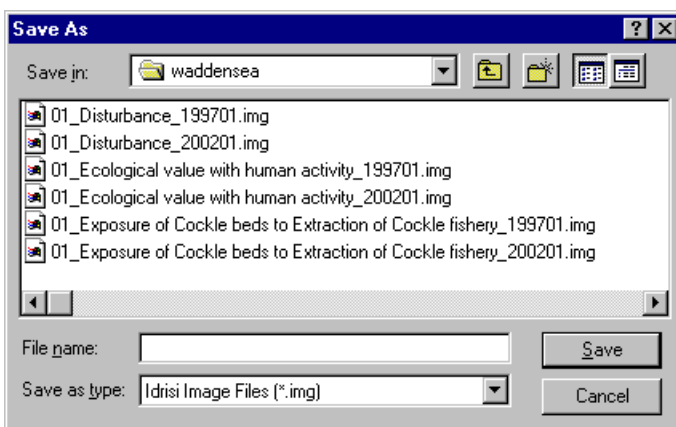 Save As
Save in: waddensea
01_Disturbance_199701.img
01_Disturbance_200201.img
01_Ecological value with human activity_199701.img
01_Ecological value with human activity_200201.img
01_Exposure of Cockle beds to Extraction of Cockle fishery_199701.img
01_Exposure of Cockle beds to Extraction of Cockle fishery_200201.img
File name: Save
Save as type: Idrisi Image Files (*.img) Cancel